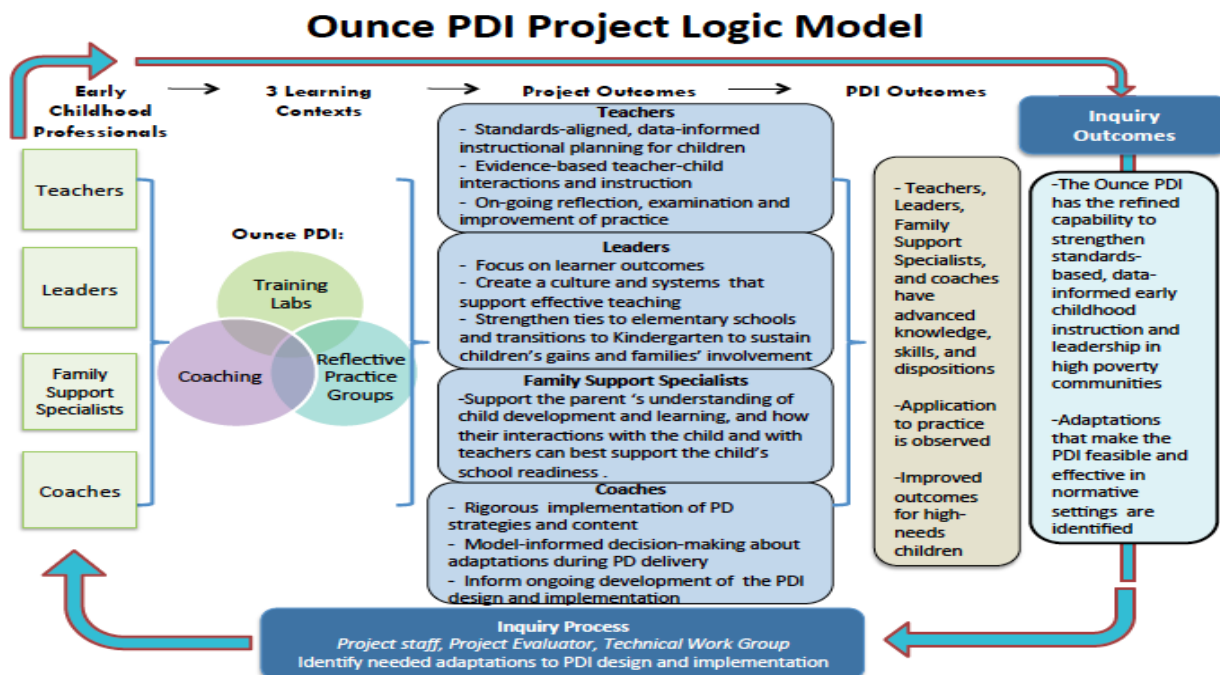 Ounce PDI Project Logic Model
Early
Childhood
Professionals
3 Learning
Contexts
Project Outcomes
PDI Outcomes
Inquiry
Outcomes
Teachers
Leaders
Family
Support
Specialists
Coaches
Ounce PDI:
Training
Labs
Coaching
Reflective
Practice
Groups
Teachers
- Standards-aligned, data-informed
instructional planning for children
- Evidence-based teacher-child
interactions and instruction
- On-going reflection, examination and
improvement of practice
Leaders
- Focus on learner outcomes
- Create a culture and systems that
support effective teaching
- Strengthen ties to elementary schools
and transitions to Kindergarten to sustain
children's gains and families' involvement
Family Support Specialists
-Support the parent 's understanding of
child development and learning, and how
their interactions with the child and with
teachers can best support the child's
school readiness .
Coaches
- Rigorous implementation of PD
strategies and content
- Model-informed decision-making about
adaptations during PD delivery
- Inform ongoing development of the PDI
design and implementation
- Teachers,
Leaders,
Family
Support
Specialists,
and coaches
have
advanced
knowledge,
skills, and
dispositions
-Application
to practice
is observed
-Improved
outcomes
for high-
needs
children
-The Ounce PDI
has the refined
capability to
strengthen
standards-
based, data-
informed early
childhood
instruction and
leadership in
high poverty
communities
-Adaptations
that make the
PDI feasible and
effective in
normative
settings are
identified
Inquiry Process
Project staff, Project Evaluator, Technical Work Group
Identify needed adaptations to PDI design and implementation